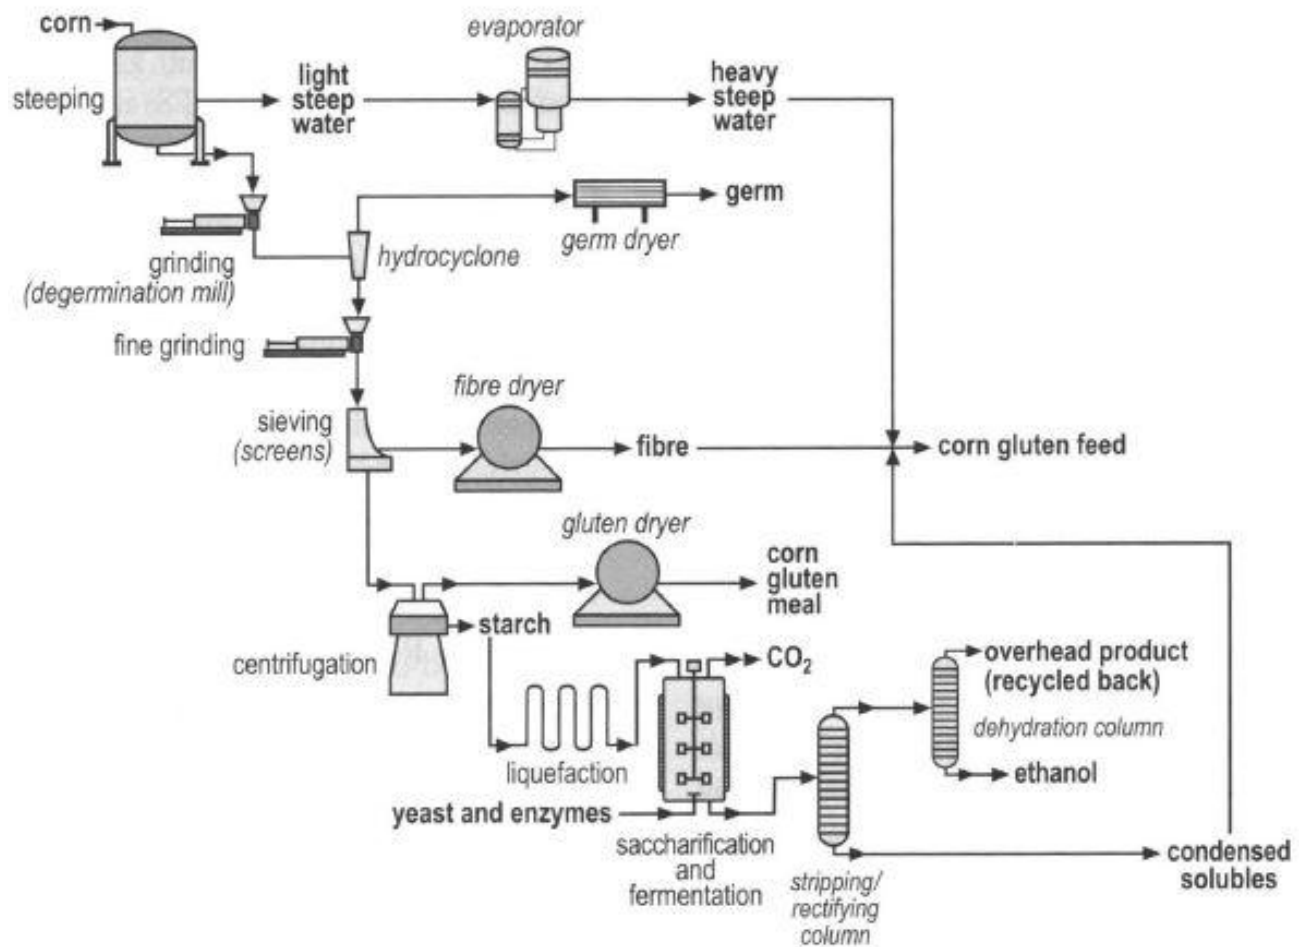 corn
steeping
light
steep
water
evaporator
heavy
steep
water
germ
germ dryer
grinding
(degermination mill)
hydrocyclone
fine grinding
fibre dryer
sieving
(screens)
fibre
corn gluten feed
gluten dryer
corn
gluten
meal
centrifugation
starch
CO2
liquefaction
yeast and enzymes
saccharification
and
fermentation
overhead product
(recycled back)
dehydration column
ethanol
stripping/
rectifying
column
condensed
solubles